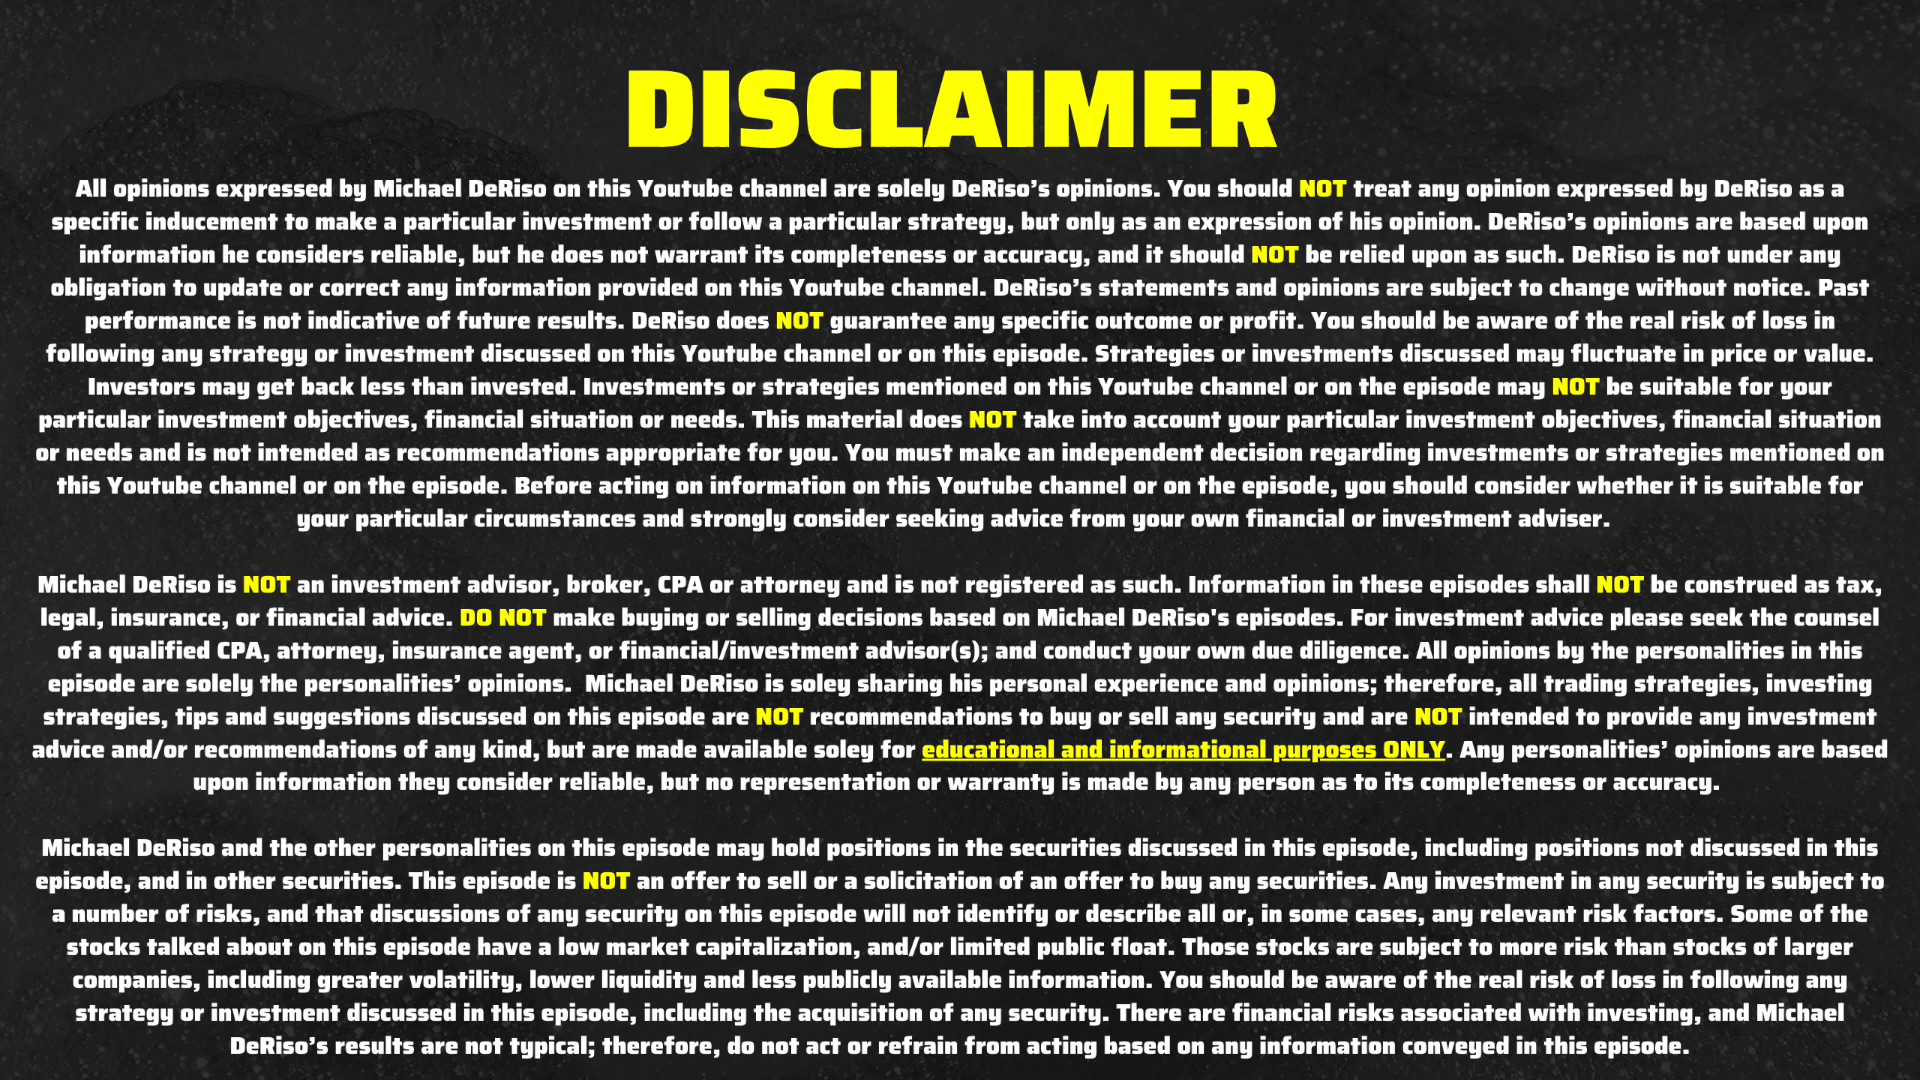 DISCLAIMER
All opinions expressed by Michael DeRiso on this Youtube channel are solely DeRiso’s opinions. You should NOT treat any opinion expressed by DeRiso as a
specific inducement to make a particular investment or follow a particular strategy, but only as an expression of his opinion. DeRiso’s opinions are based upon
information he considers reliable, but he does not warrant its completeness or accuracy, and it should NOT be relied upon as such. DeRiso is not under any
obligation to update or correct any information provided on this Youtube channel. DeRiso’s statements and opinions are subject to change without notice. Past
performance is not indicative of future results. DeRiso does NOT guarantee any specific outcome or profit. You should be aware of the real risk of loss in
following any strategy or investment discussed on this Youtube channel or on this episode. Strategies or investments discussed may fluctuate in price or value.
Investors may get back less than invested. Investments or strategies mentioned on this Youtube channel or on the episode may NOT be suitable for your
particular investment objectives, financial situation or needs. This material does NOT take into account your particular investment objectives, financial situation
or needs and is not intended as recommendations appropriate for you. You must make an independent decision regarding investments or strategies mentioned on
this Youtube channel or on the episode. Before acting on information on this Youtube channel or on the episode, you should consider whether it is suitable for
your particular circumstances and strongly consider seeking advice from your own financial or investment adviser.
Michael DeRiso is NOT an investment advisor, broker, CPA or attorney and is not registered as such. Information in these episodes shall NOT be construed as tax,
legal, insurance, or financial advice. DO NOT make buying or selling decisions based on Michael DeRiso's episodes. For investment advice please seek the counsel
of a qualified CPA, attorney, insurance agent, or financial/investment advisor(s); and conduct your own due diligence. All opinions by the personalities in this
episode are solely the personalities’ opinions.  Michael DeRiso is soley sharing his personal experience and opinions; therefore, all trading strategies, investing
strategies, tips and suggestions discussed on this episode are NOT recommendations to buy or sell any security and are NOT intended to provide any investment
advice and/or recommendations of any kind, but are made available soley for educational and informational purposes ONLY. Any personalities’ opinions are based
upon information they consider reliable, but no representation or warranty is made by any person as to its completeness or accuracy.
Michael DeRiso and the other personalities on this episode may hold positions in the securities discussed in this episode, including positions not discussed in this
episode, and in other securities. This episode is NOT an offer to sell or a solicitation of an offer to buy any securities. Any investment in any security is subject to
a number of risks, and that discussions of any security on this episode will not identify or describe all or, in some cases, any relevant risk factors. Some of the
stocks talked about on this episode have a low market capitalization, and/or limited public float. Those stocks are subject to more risk than stocks of larger
companies, including greater volatility, lower liquidity and less publicly available information. You should be aware of the real risk of loss in following any
strategy or investment discussed in this episode, including the acquisition of any security. There are financial risks associated with investing, and Michael
DeRiso’s results are not typical; therefore, do not act or refrain from acting based on any information conveyed in this episode.